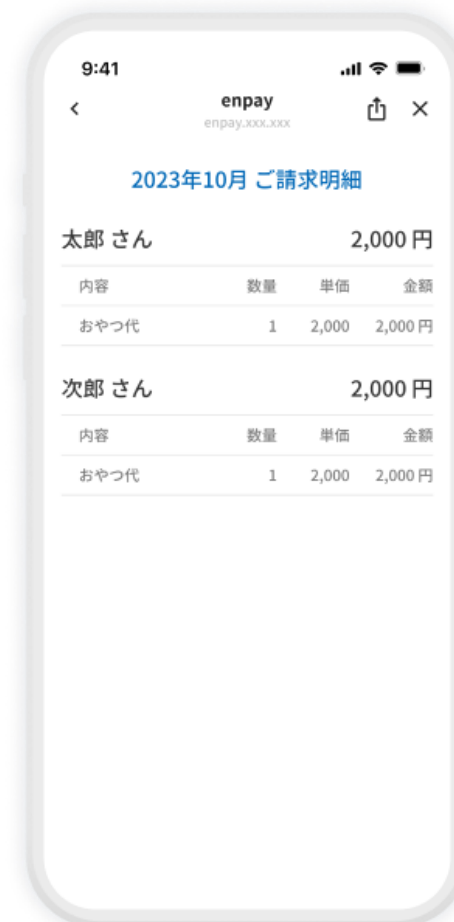 9:41
enpay
enpay.xxx.xxx
2023年10月 ご請求明細
太郎 さん 2,000 円
内容 数量 単価 金額
おやつ代 1 2,000 2,000 円
次郎 さん 2,000 円
内容 数量 単価 金額
おやつ代 1 2,000 2,000 円